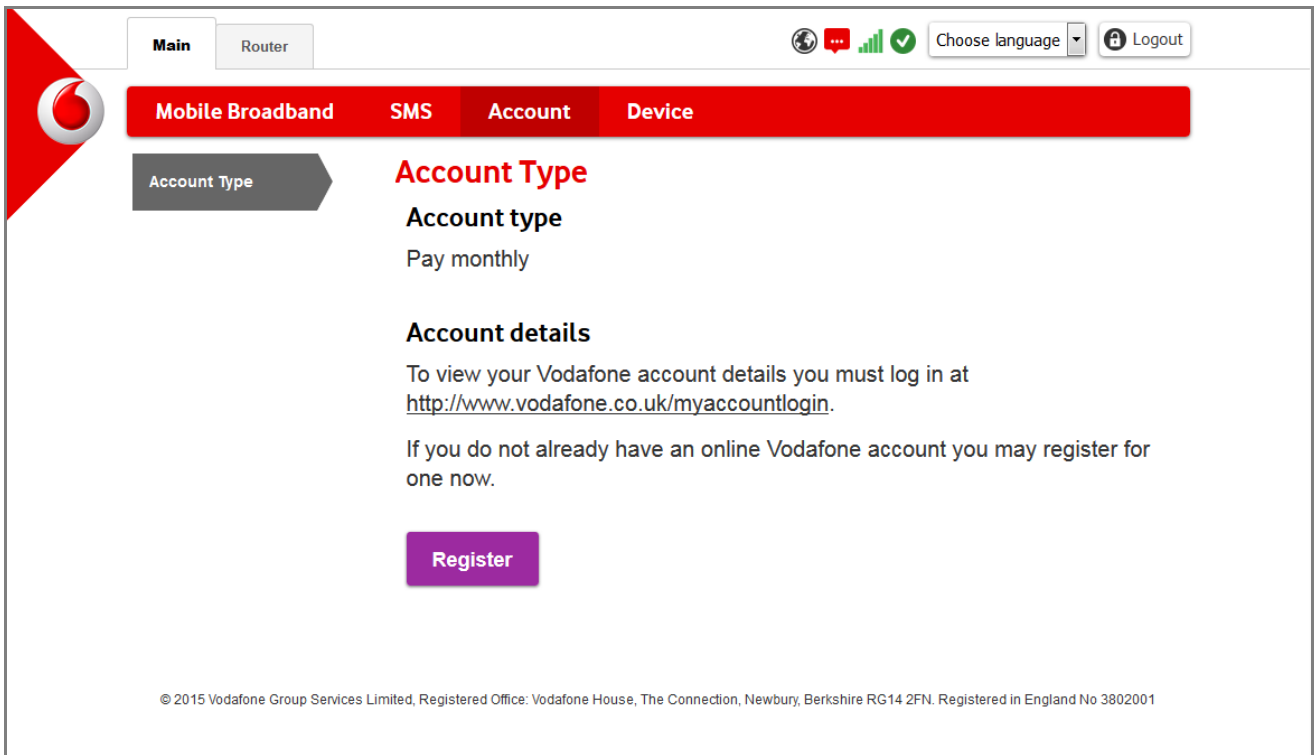 Main
Router
Choose language
Logout
Mobile Broadband
SMS
Account
Device
Account Type
Account Type
Account type
Pay monthly
Account details
To view your Vodafone account details you must log in at
http://www.vodafone.co.uk/myaccountlogin.
If you do not already have an online Vodafone account you may register for
one now.
Register
© 2015 Vodafone Group Services Limited, Registered Office: Vodafone House, The Connection, Newbury, Berkshire RG14 2FN. Registered in England No 3802001